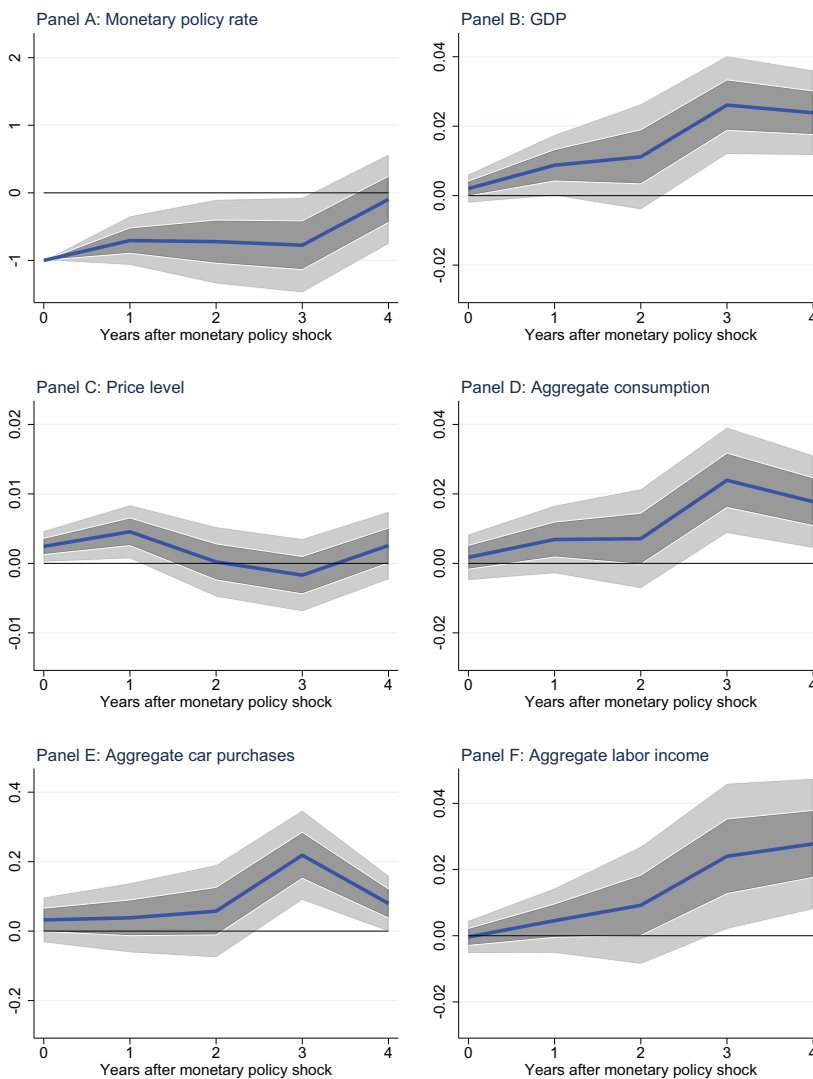 Panel A: Monetary policy rate
2
1
0
-1
0 1 2 3 4
Years after monetary policy shock
Panel B: GDP
0.04
0.02
0.00
-0.02
0 1 2 3 4
Years after monetary policy shock
Panel C: Price level
0.02
0.01
0.00
-0.01
0 1 2 3 4
Years after monetary policy shock
Panel D: Aggregate consumption
0.04
0.02
0.00
-0.02
0 1 2 3 4
Years after monetary policy shock
Panel E: Aggregate car purchases
0.4
0.2
0.0
-0.2
0 1 2 3 4
Years after monetary policy shock
Panel F: Aggregate labor income
0.04
0.02
0.00
-0.02
0 1 2 3 4
Years after monetary policy shock